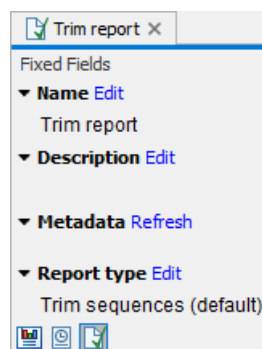 Trim report
Fixed Fields
Name Edit
Trim report
Description Edit
Metadata Refresh
Report type Edit
Trim sequences (default)